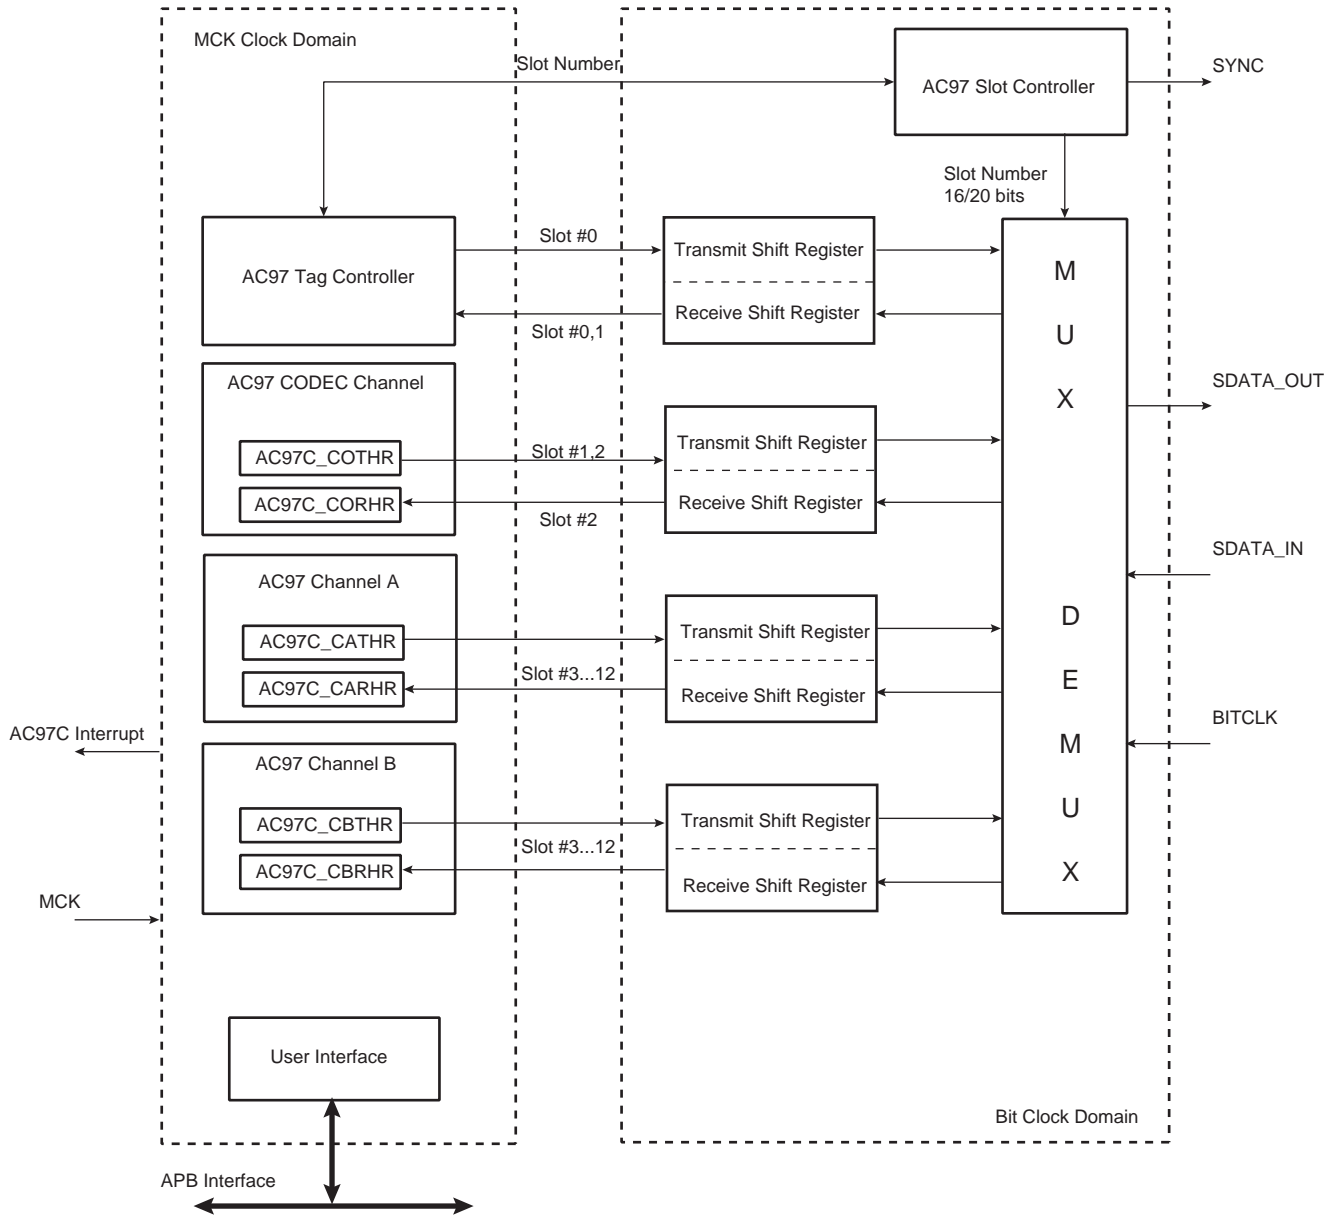 MCK Clock Domain
Slot Number
AC97 Slot Controller
SYNC
Slot Number
16/20 bits
AC97 Tag Controller
Slot #0
Slot #0,1
Transmit Shift Register
Receive Shift Register
M
U
X
D
E
M
U
X
AC97 CODEC Channel
AC97C_COTHR
AC97C_CORHR
Slot #1,2
Slot #2
Transmit Shift Register
Receive Shift Register
SDATA_OUT
SDATA_IN
AC97 Channel A
AC97C_CATHR
AC97C_CARHR
Slot #3...12
Transmit Shift Register
Receive Shift Register
AC97C Interrupt
BITCLK
AC97 Channel B
AC97C_CBTHR
AC97C_CBRHR
Slot #3...12
Transmit Shift Register
Receive Shift Register
MCK
User Interface
Bit Clock Domain
APB Interface